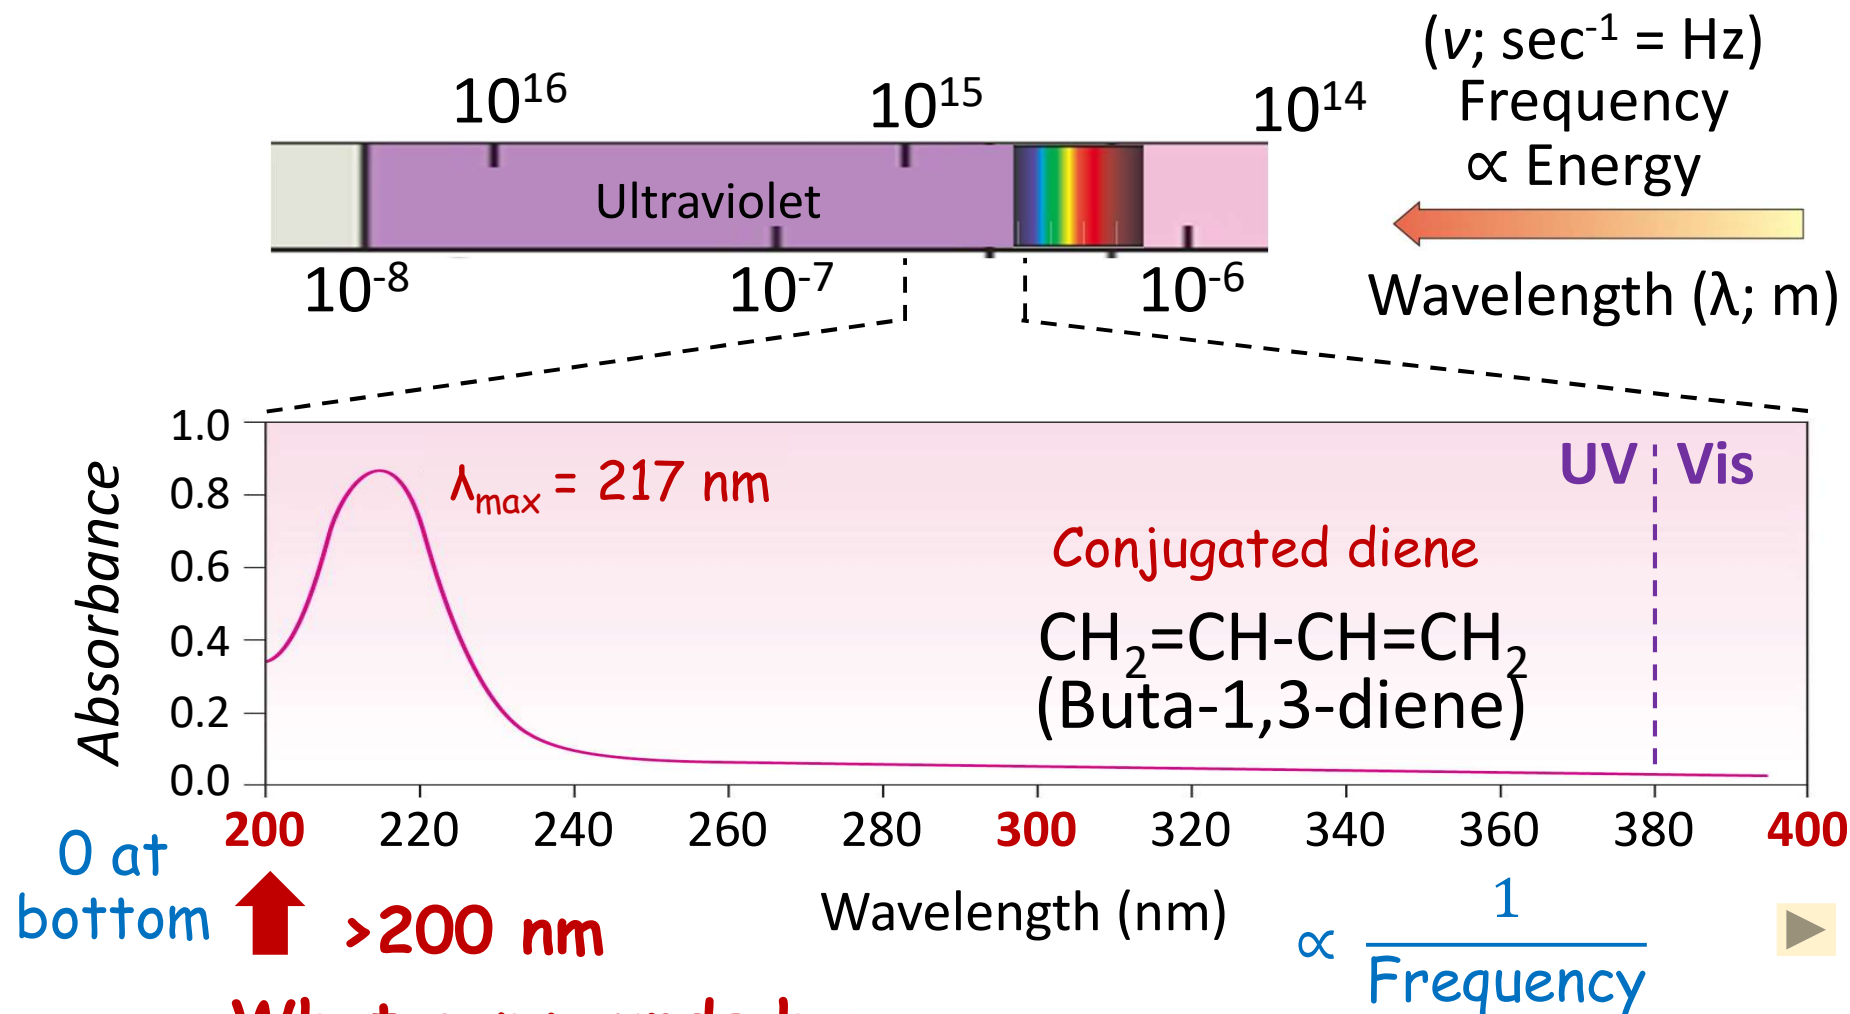 (ν; sec⁻¹ = Hz)
10¹⁶ 10¹⁵ 10¹⁴
Frequency
∝ Energy
Ultraviolet
10⁻⁸ 10⁻⁷ 10⁻⁶
Wavelength (λ; m)
1.0
0.8
0.6
0.4
0.2
0.0
Absorbance
λmax = 217 nm
UV Vis
Conjugated diene
CH₂=CH-CH=CH₂
(Buta-1,3-diene)
200 220 240 260 280 300 320 340 360 380 400
0 at
bottom
>200 nm
Wavelength (nm)
∝ 1
Frequency